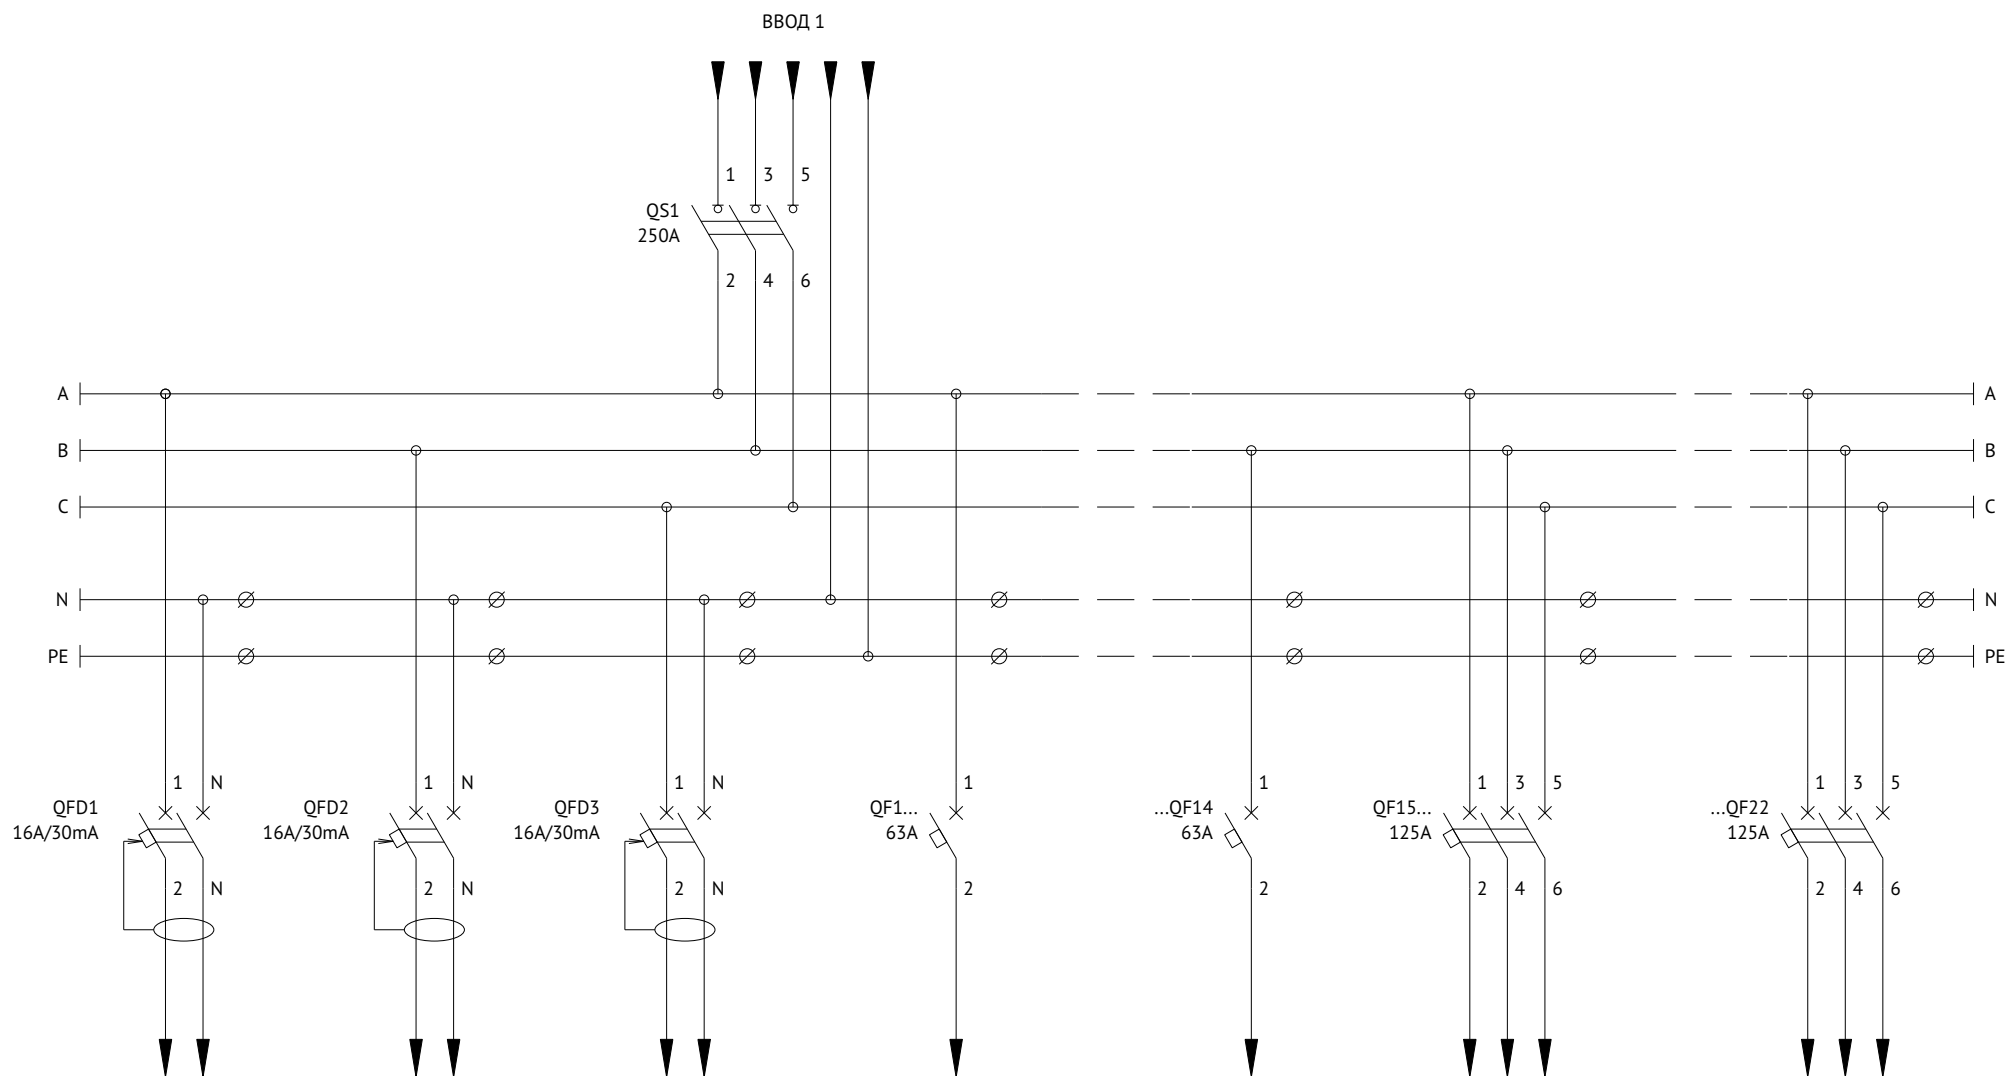 ВВОД 1
1 3 5
QS1
250A
2 4 6
A A
B B
C C
N N
PE PE
1 N 1 N 1 N 1 1 1 3 5 1 3 5
QFD1 QFD2 QFD3 QF1... ...QF14 QF15... ...QF22
16A/30mA 16A/30mA 16A/30mA 63A 63A 125A 125A
2 N 2 N 2 N 2 2 2 4 6 2 4 6